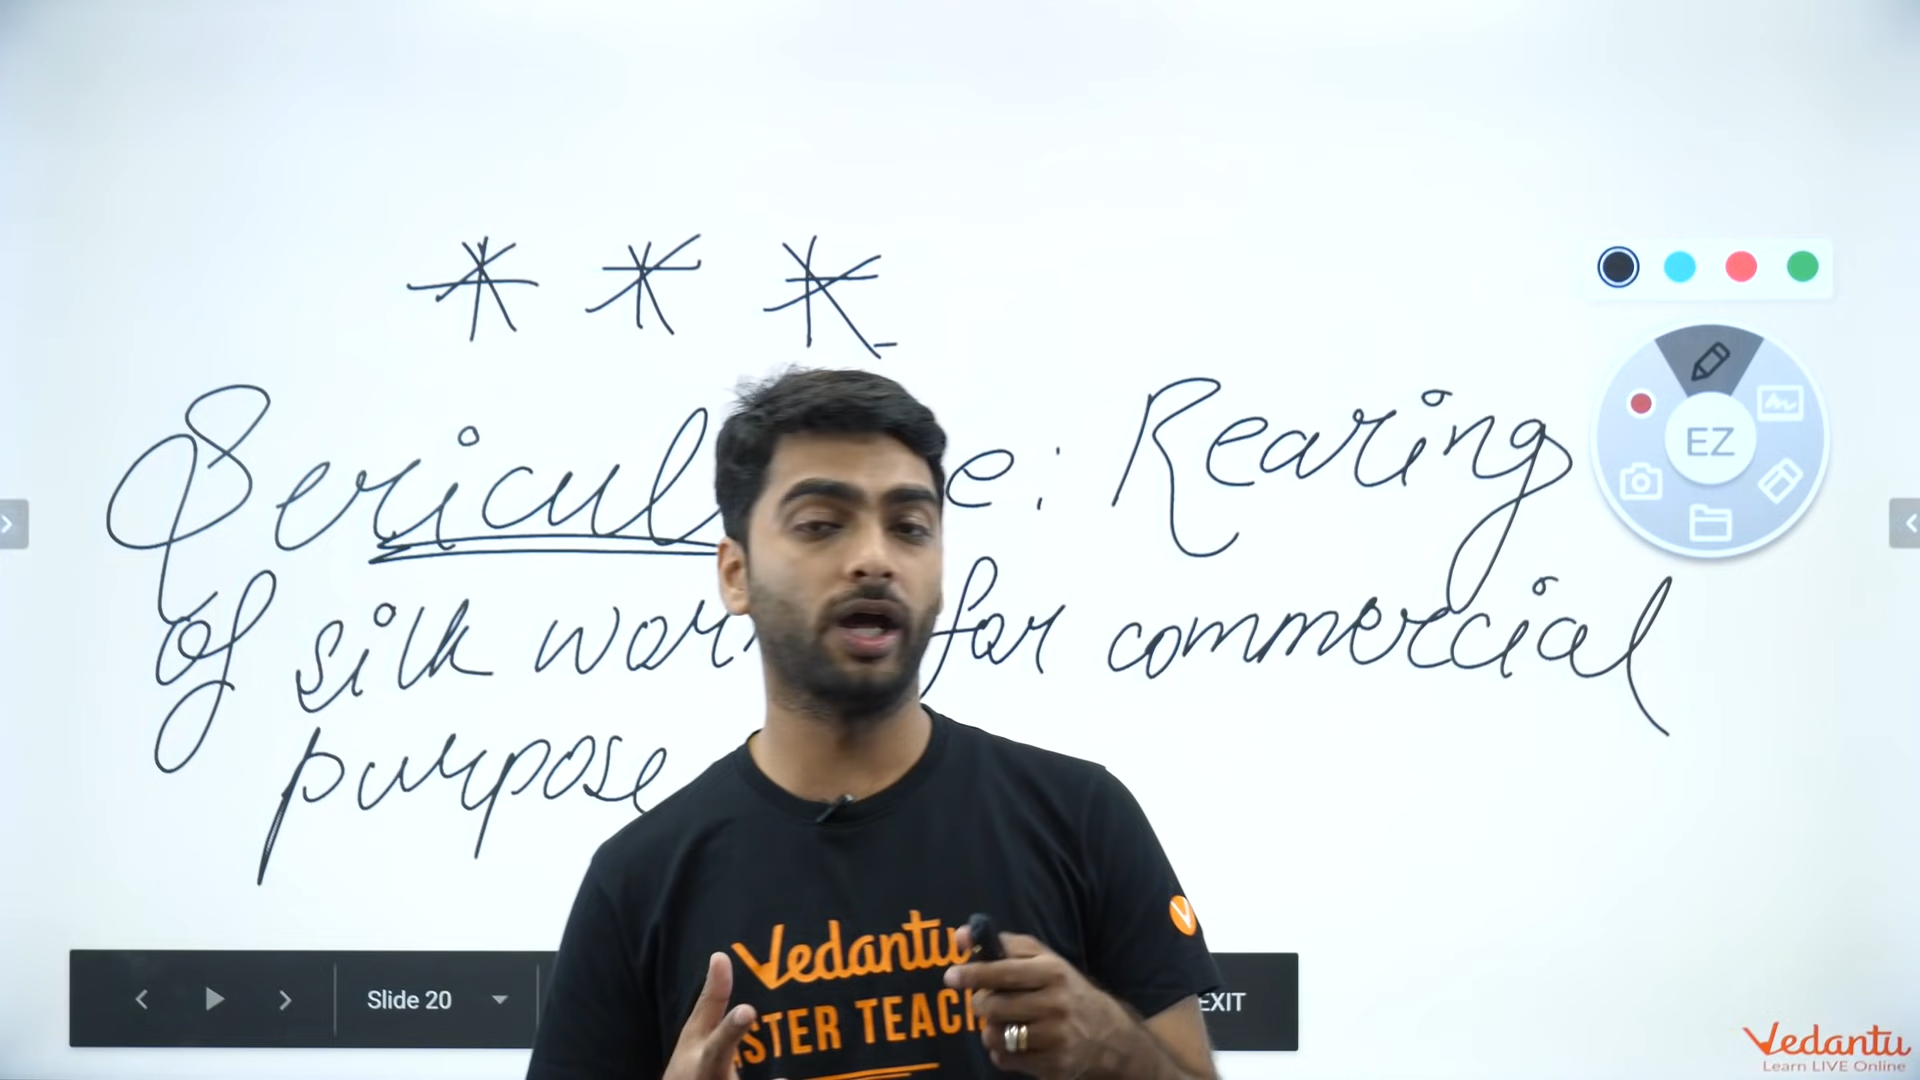 * * *
Sericul e: Rearing
of silk wor for commercial
purpose
EZ
Vedantu
STER TEAC
V
Slide 20
EXIT
Vedantu
Learn LIVE Online